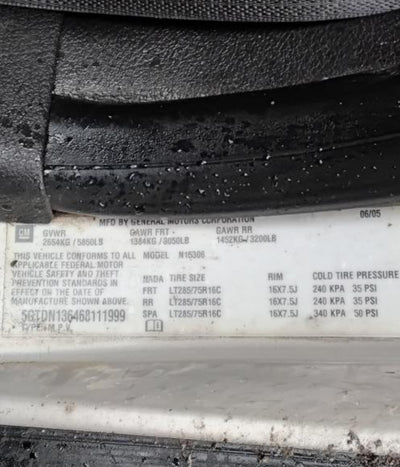 MFD BY GENERAL MOTORS CORPORATION 06/05
GM GVWR GAWR FRT GAWR RR
2654KG / 5850LB 1384KG / 3050LB 1452KG / 3200LB
THIS VEHICLE CONFORMS TO ALL MODEL N15306
APPLICABLE FEDERAL MOTOR
VEHICLE SAFETY AND THEFT
PREVENTION STANDARDS IN
EFFECT ON THE DATE OF
MANUFACTURE SHOWN ABOVE.
5GTDN136468111999
TYPE: M.P.V.
NADA TIRE SIZE RIM COLD TIRE PRESSURE
FRT LT285/75R16C 16X7.5J 240 KPA 35 PSI
RR LT285/75R16C 16X7.5J 240 KPA 35 PSI
SPA LT285/75R16C 16X7.5J 340 KPA 50 PSI